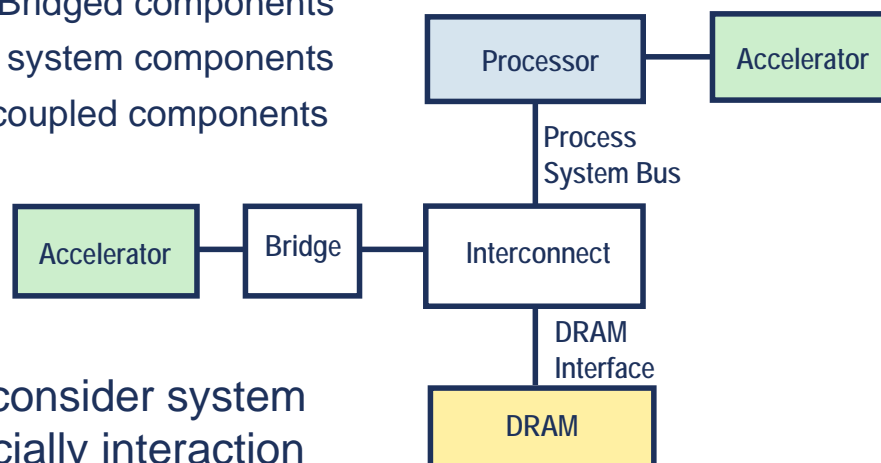 Bridged components
system components
coupled components
Processor
Accelerator
Process
System Bus
Accelerator
Bridge
Interconnect
DRAM
Interface
consider system
interaction
DRAM